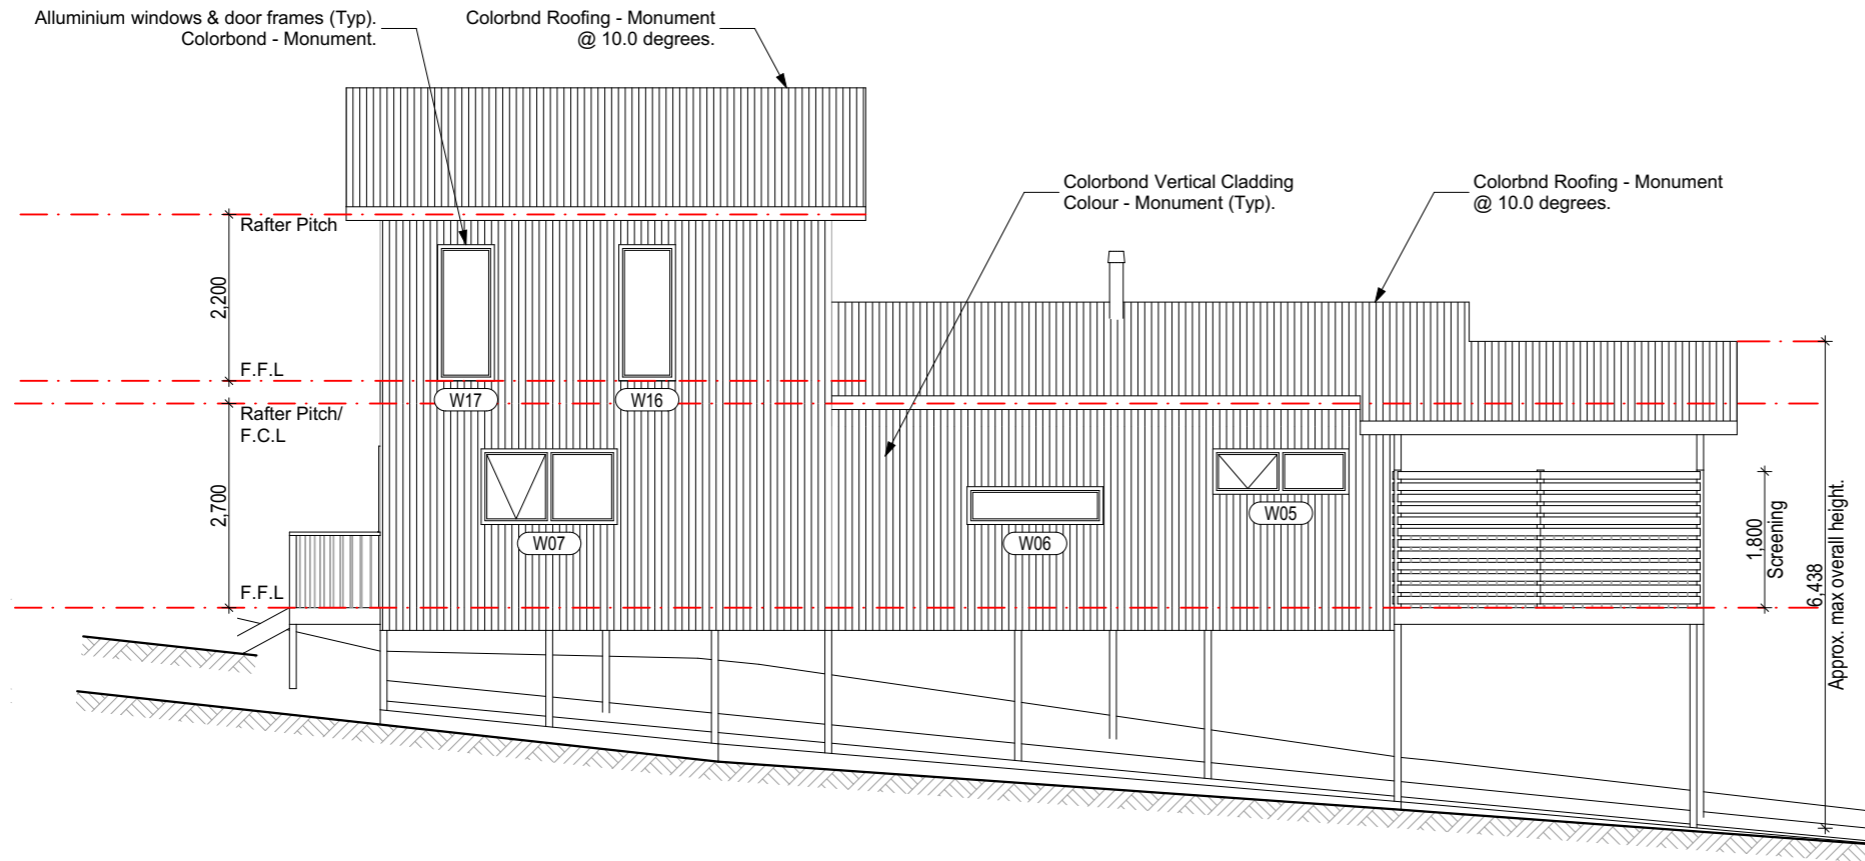 Alluminium windows & door frames (Typ).
Colorbond - Monument.
Colorbnd Roofing - Monument
@ 10.0 degrees.
Colorbond Vertical Cladding
Colour - Monument (Typ).
Colorbnd Roofing - Monument
@ 10.0 degrees.
Rafter Pitch
2,200
F.F.L
Rafter Pitch/
F.C.L
2,700
F.F.L
W17
W16
W07
W06
W05
1,800
Screening
6,438
Approx. max overall height.